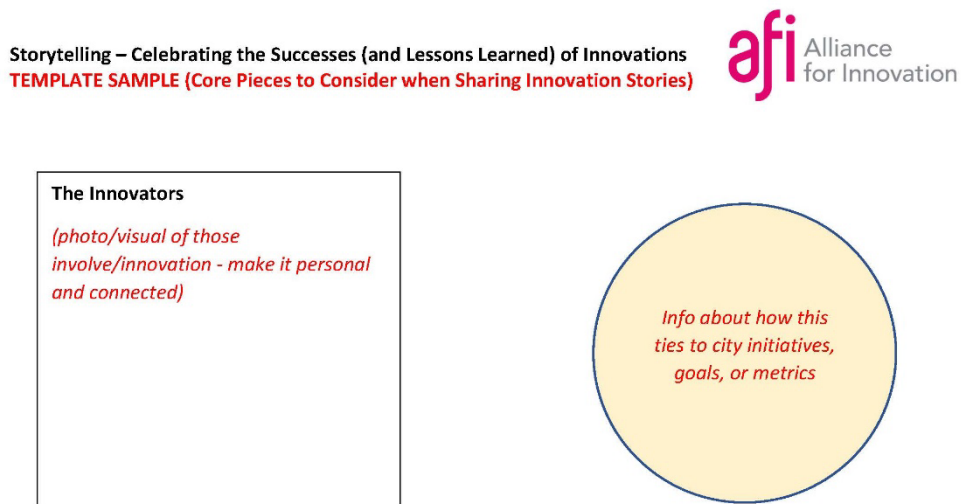 Storytelling – Celebrating the Successes (and Lessons Learned) of Innovations
TEMPLATE SAMPLE (Core Pieces to Consider when Sharing Innovation Stories)
afi Alliance
for Innovation
The Innovators
(photo/visual of those
involve/innovation - make it personal
and connected)
Info about how this
ties to city initiatives,
goals, or metrics